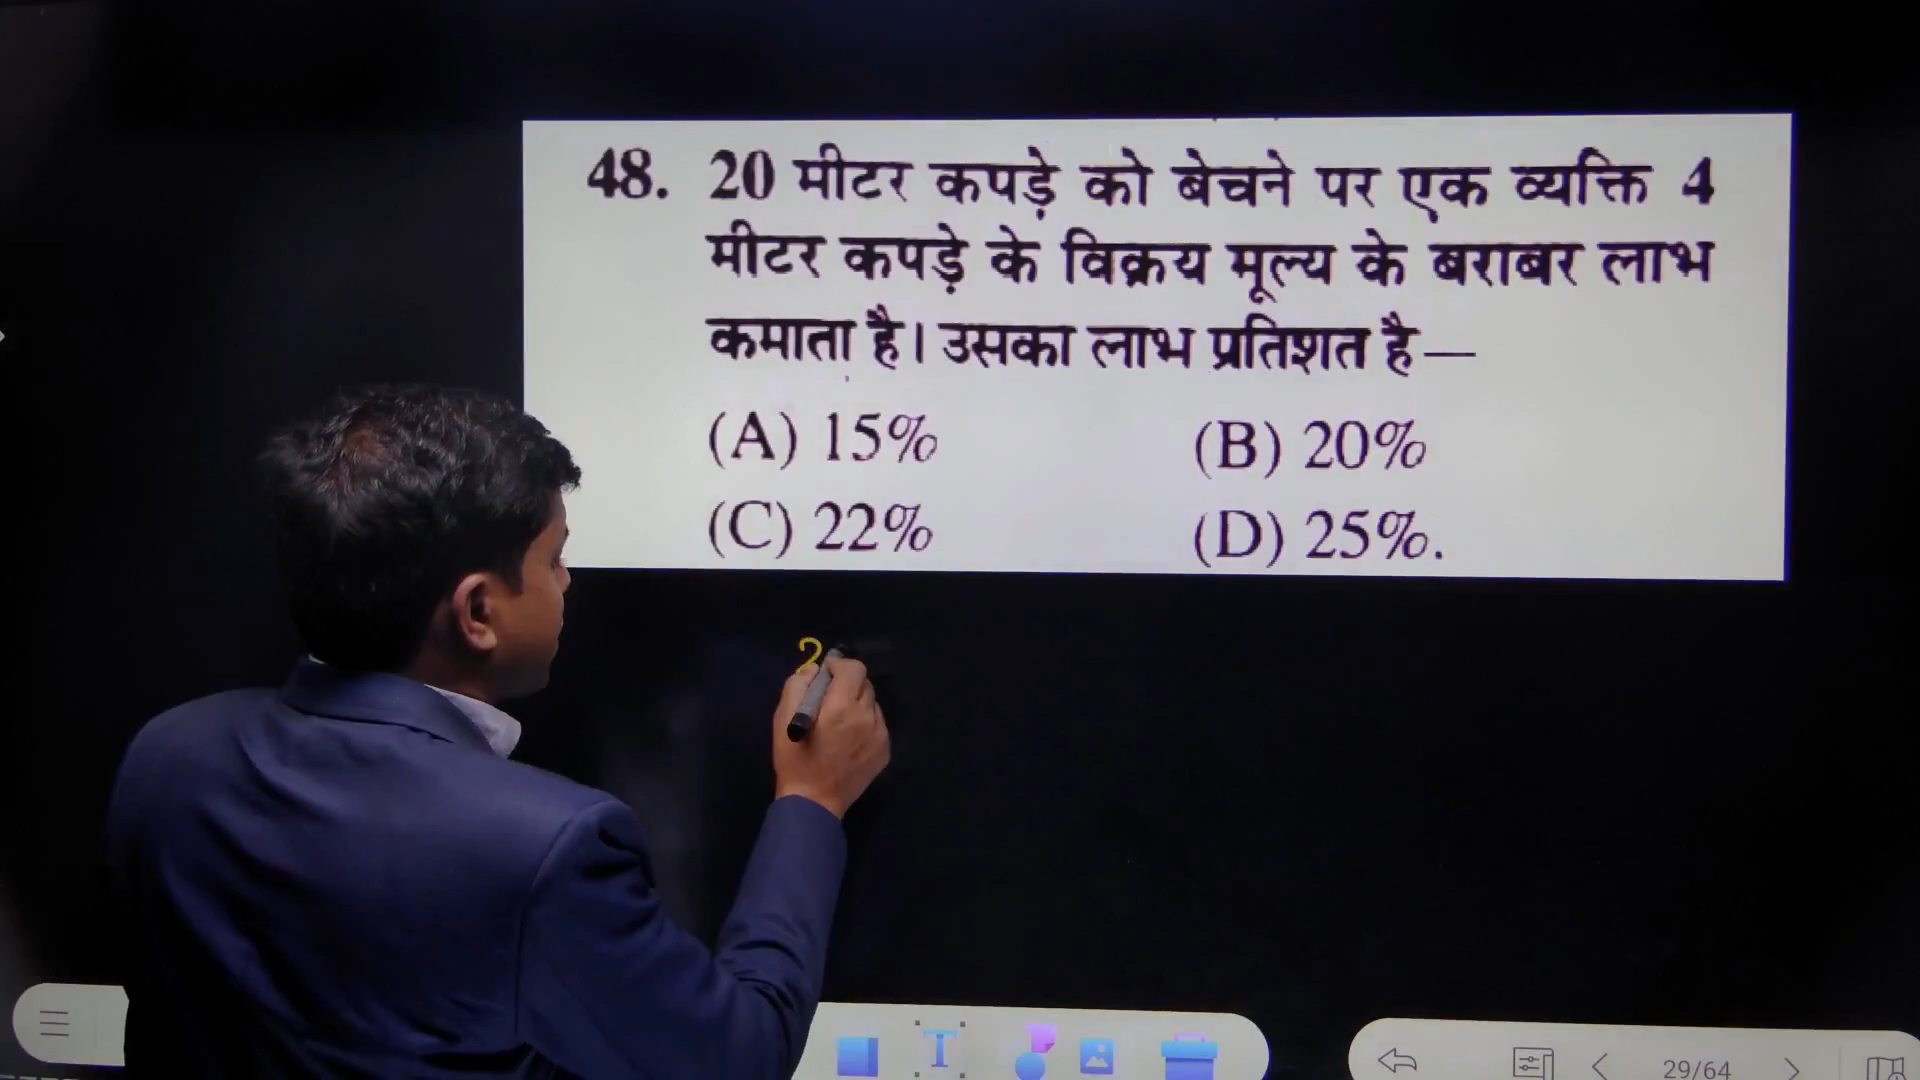 48. 20 मीटर कपड़े को बेचने पर एक व्यक्ति 4
मीटर कपड़े के विक्रय मूल्य के बराबर लाभ
कमाता है। उसका लाभ प्रतिशत है—
(A) 15% (B) 20%
(C) 22% (D) 25%.
2
T
29/64